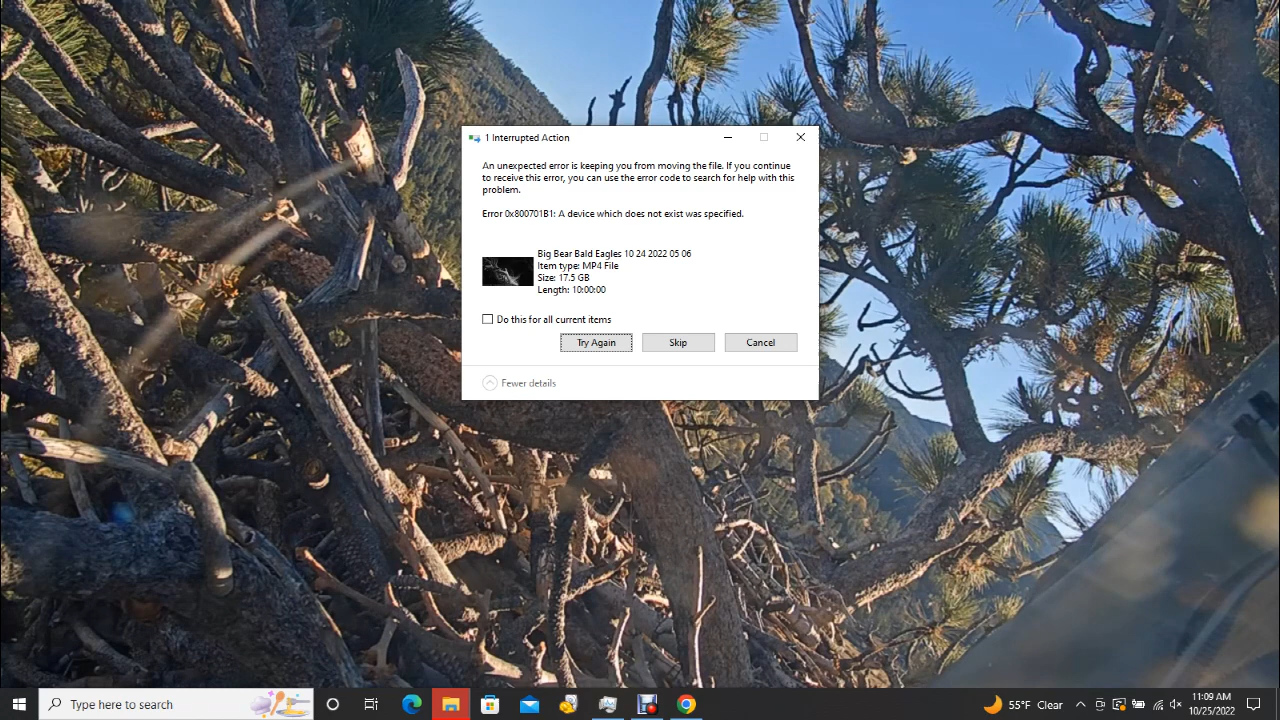 1 Interrupted Action
An unexpected error is keeping you from moving the file. If you continue
to receive this error, you can use the error code to search for help with this
problem.
Error 0x800701B1: A device which does not exist was specified.
Big Bear Bald Eagles 10 24 2022 05 06
Item type: MP4 File
Size: 17.5 GB
Length: 10:00:00
Do this for all current items
Try Again
Skip
Cancel
Fewer details
Type here to search
55°F Clear
11:09 AM
10/25/2022